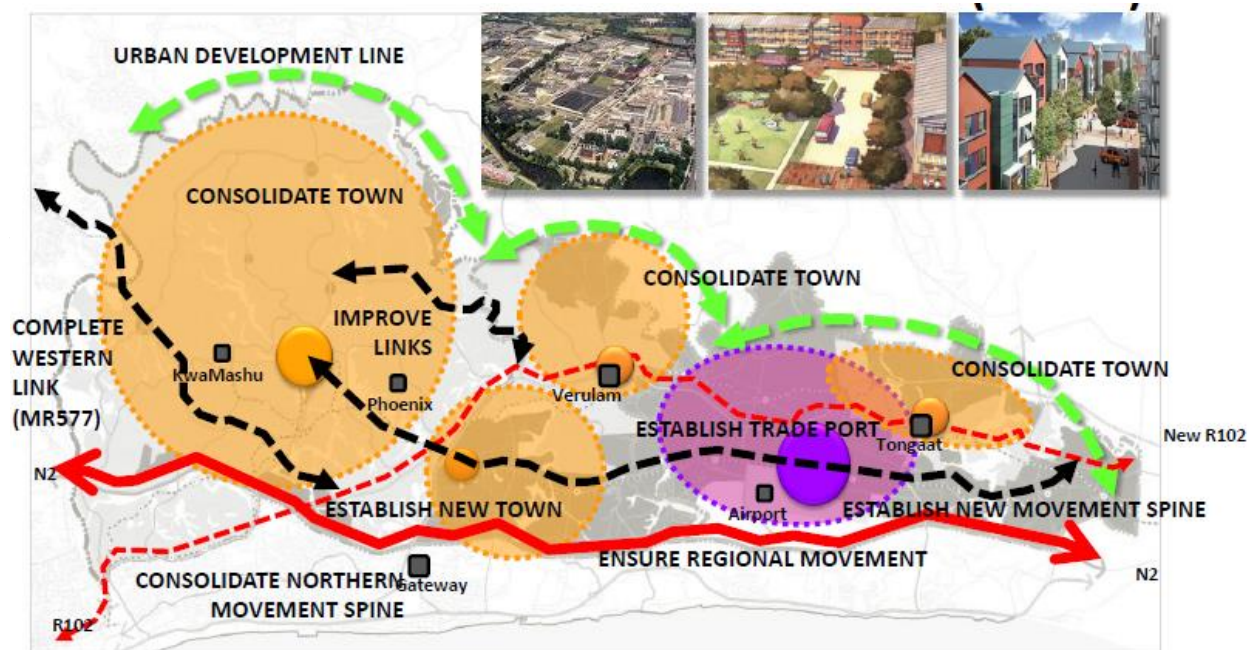 URBAN DEVELOPMENT LINE
CONSOLIDATE TOWN
CONSOLIDATE TOWN
COMPLETE
WESTERN
LINK
(MR577)
IMPROVE
LINKS
KwaMashu
Phoenix
Verulam
CONSOLIDATE TOWN
ESTABLISH TRADE PORT
Tongaat
New R102
N2
ESTABLISH NEW TOWN
Airport
ESTABLISH NEW MOVEMENT SPINE
ENSURE REGIONAL MOVEMENT
N2
CONSOLIDATE NORTHERN
MOVEMENT SPINE
Gateway
R102